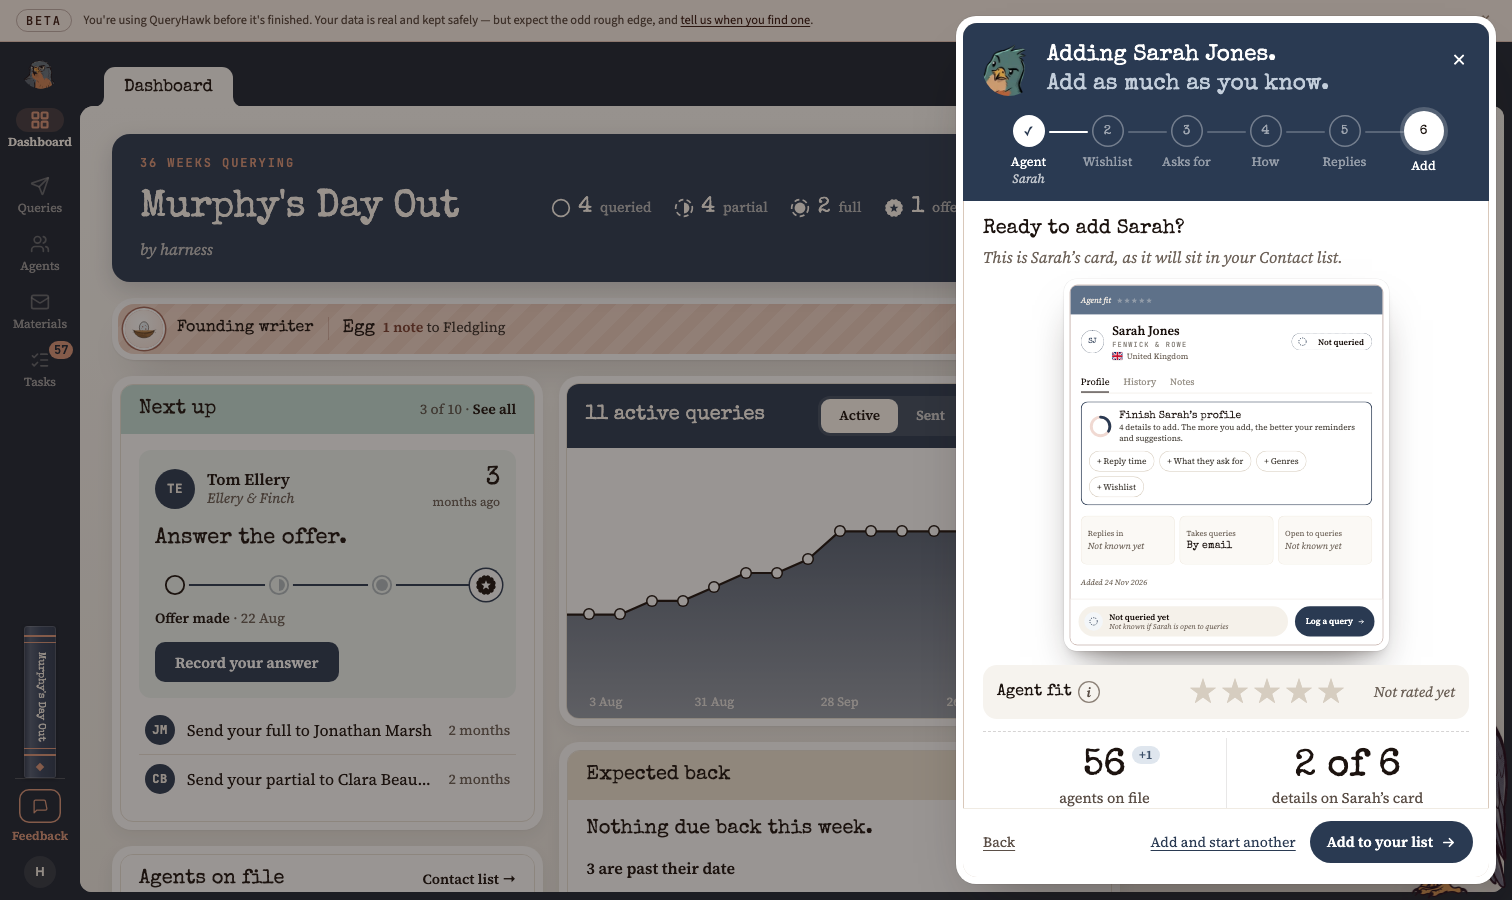 BETA You're using QueryHawk before it's finished. Your data is real and kept safely — but expect the odd rough edge, and tell us when you find one.
Dashboard
Queries
Agents
Materials
57
Tasks
Murphy's Day Out
Feedback
H
Dashboard
36 WEEKS QUERYING
Murphy's Day Out
by harness
4 queried
4 partial
2 full
1 offe
Founding writer
Egg 1 note to Fledgling
Next up
3 of 10 · See all
TE
Tom Ellery
Ellery & Finch
3
months ago
Answer the offer.
Offer made · 22 Aug
Record your answer
JM Send your full to Jonathan Marsh 2 months
CB Send your partial to Clara Beau... 2 months
Agents on file
Contact list →
11 active queries
Active
Sent
3 Aug
31 Aug
28 Sep
Expected back
Nothing due back this week.
3 are past their date
Adding Sarah Jones.
Add as much as you know.
✕
✓ 2 3 4 5 6
Agent Wishlist Asks for How Replies Add
Sarah
Ready to add Sarah?
This is Sarah's card, as it will sit in your Contact list.
Agent fit ★★★★★
SJ
Sarah Jones
FENWICK & ROWE
United Kingdom
Not queried
Profile History Notes
Finish Sarah's profile
4 details to add. The more you add, the better your reminders
and suggestions.
+ Reply time + What they ask for + Genres
+ Wishlist
Replies in
Not known yet
Takes queries
By email
Open to queries
Not known yet
Added 24 Nov 2026
Not queried yet
Not known if Sarah is open to queries
Log a query →
Agent fit i
★★★★★ Not rated yet
56 +1
agents on file
2 of 6
details on Sarah's card
Back
Add and start another
Add to your list →